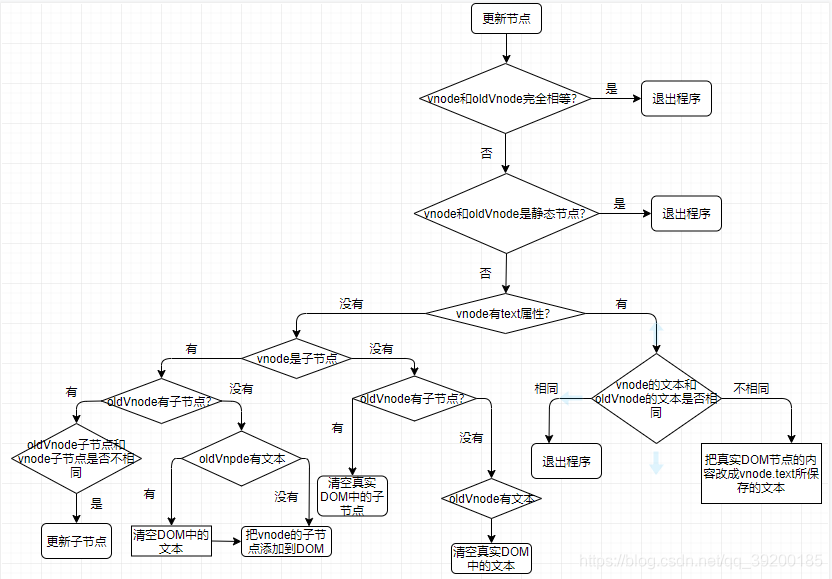 更新节点
vnode和oldVnode完全相等?
是
退出程序
否
vnode和oldVnode是静态节点?
是
退出程序
否
vnode有text属性?
没有
有
vnode是子节点
有
没有
oldVnode有子节点?
有
没有
oldVnode子节点和
vnode子节点是否不相
同
是
更新子节点
oldVnpde有文本
有
没有
清空DOM中的
文本
把vnode的子节
点添加到DOM
oldVnode有子节点?
有
没有
清空真实
DOM中的子
节点
oldVnode有文本
清空真实DOM
中的文本
vnode的文本和
oldVnode的文本是否相
同
相同
不相同
退出程序
把真实DOM节点的内
容改成vnode.text所保
存的文本
https://blog.csdn.net/qq_39200185